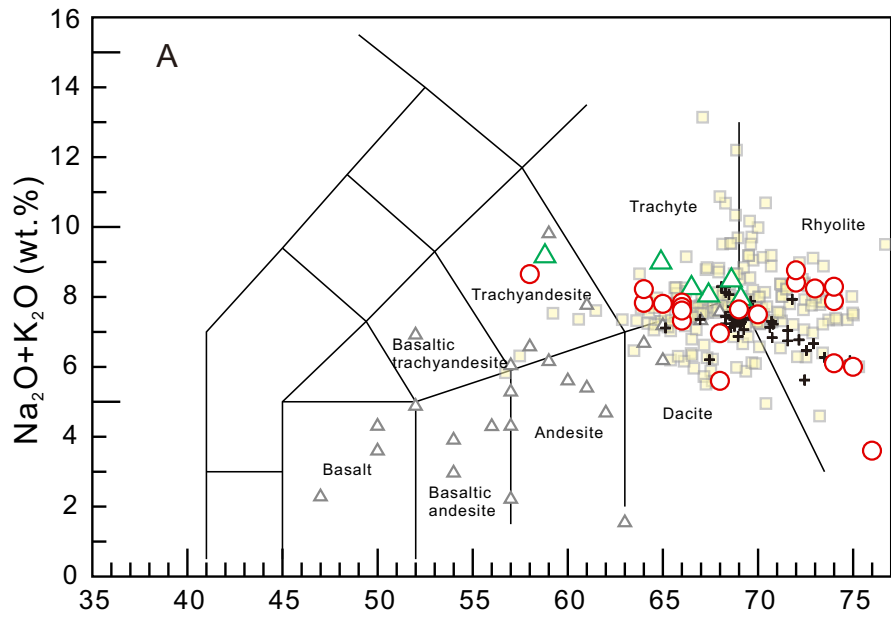 16
A
14
12
Trachyte
10
Rhyolite
Na₂O+K₂O (wt.%)
8
Trachyandesite
Basaltic
trachyandesite
6
Dacite
4
Andesite
Basalt
Basaltic
andesite
2
0
35 40 45 50 55 60 65 70 75